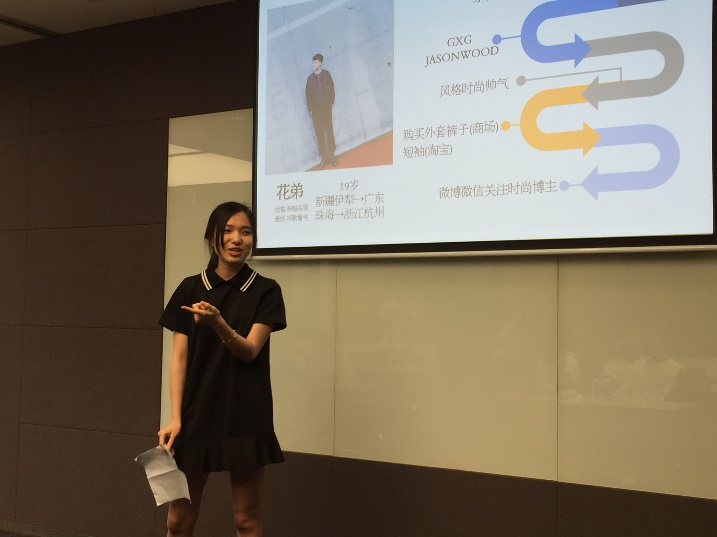 GXG
JASONWOOD
风格时尚帅气
购买外套裤子(商场)
短袖(淘宝)
微博微信关注时尚博主
花弟
19岁
新疆伊犁→广东
珠海→浙江杭州